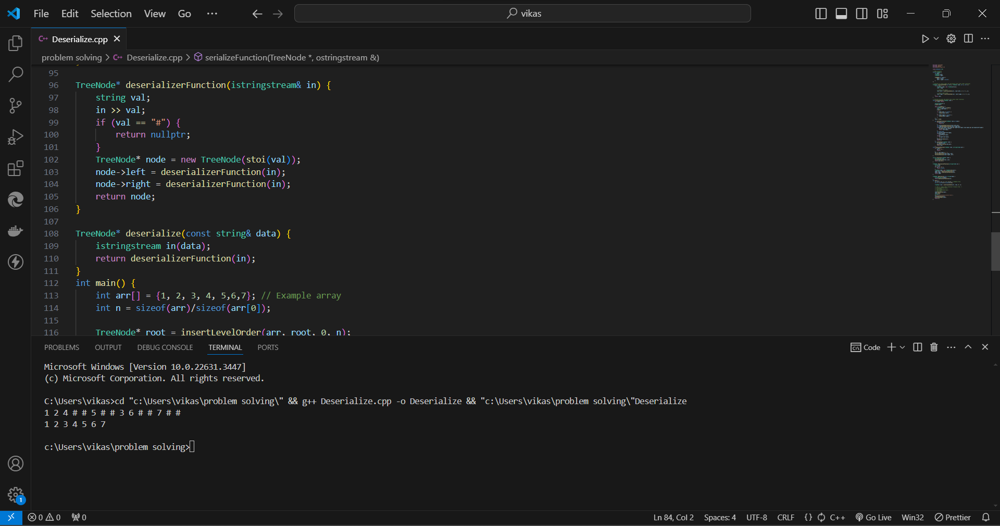 File Edit Selection View Go ··· vikas
C++ Deserialize.cpp
problem solving > C++ Deserialize.cpp > serializeFunction(TreeNode *, ostringstream &)
95
96 TreeNode* deserializerFunction(istringstream& in) {
97 string val;
98 in >> val;
99 if (val == "#") {
100 return nullptr;
101 }
102 TreeNode* node = new TreeNode(stoi(val));
103 node->left = deserializerFunction(in);
104 node->right = deserializerFunction(in);
105 return node;
106 }
107
108 TreeNode* deserialize(const string& data) {
109 istringstream in(data);
110 return deserializerFunction(in);
111 }
112 int main() {
113 int arr[] = {1, 2, 3, 4, 5,6,7}; // Example array
114 int n = sizeof(arr)/sizeof(arr[0]);
115
116 TreeNode* root = insertLevelOrder(arr, root, 0, n);
PROBLEMS OUTPUT DEBUG CONSOLE TERMINAL PORTS Code
Microsoft Windows [Version 10.0.22631.3447]
(c) Microsoft Corporation. All rights reserved.
C:\Users\vikas>cd "c:\Users\vikas\problem solving\" && g++ Deserialize.cpp -o Deserialize && "c:\Users\vikas\problem solving\"Deserialize
1 2 4 # # 5 # # 3 6 # # 7 # #
1 2 3 4 5 6 7
c:\Users\vikas\problem solving>
1
0 0 0 Ln 84, Col 2 Spaces: 4 UTF-8 CRLF {} C++ Go Live Win32 Prettier